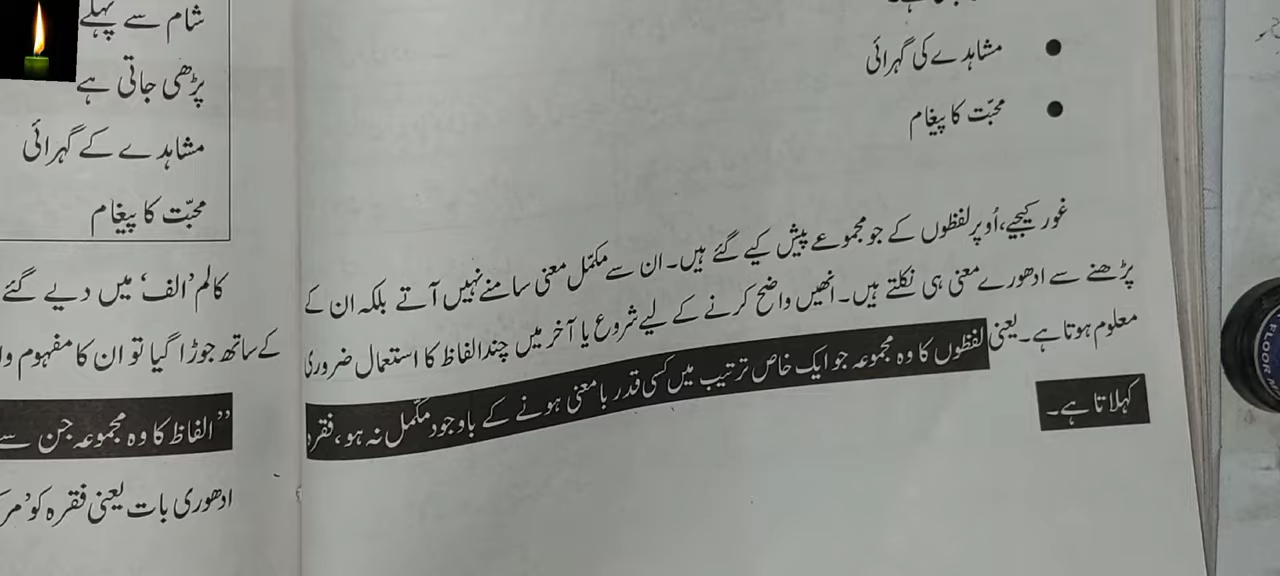 مشاہدے کی گہرائی
محبّت کا پیغام
غور کیجیے، اُوپر لفظوں کے جو مجموعے پیش کیے گئے ہیں۔ ان سے مکمّل معنی سامنے نہیں آتے بلکہ ان کے
پڑھنے سے ادھورے معنی ہی نکلتے ہیں۔ انھیں واضح کرنے کے لیے شروع یا آخر میں چند الفاظ کا استعمال ضروری
معلوم ہوتا ہے۔ یعنی لفظوں کا وہ مجموعہ جو ایک خاص ترتیب میں کسی قدر بامعنی ہونے کے باوجود مکمّل نہ ہو، فقرہ
کہلاتا ہے۔
شام سے پہلے
پڑھی جاتی ہے
مشاہدے کے گہرائی
محبّت کا پیغام
کالم 'الف' میں دیے گئے
کے ساتھ جوڑا گیا تو ان کا مفہوم
"الفاظ کا وہ مجموعہ جن سے
ادھوری بات یعنی فقرہ کو
FLOOR